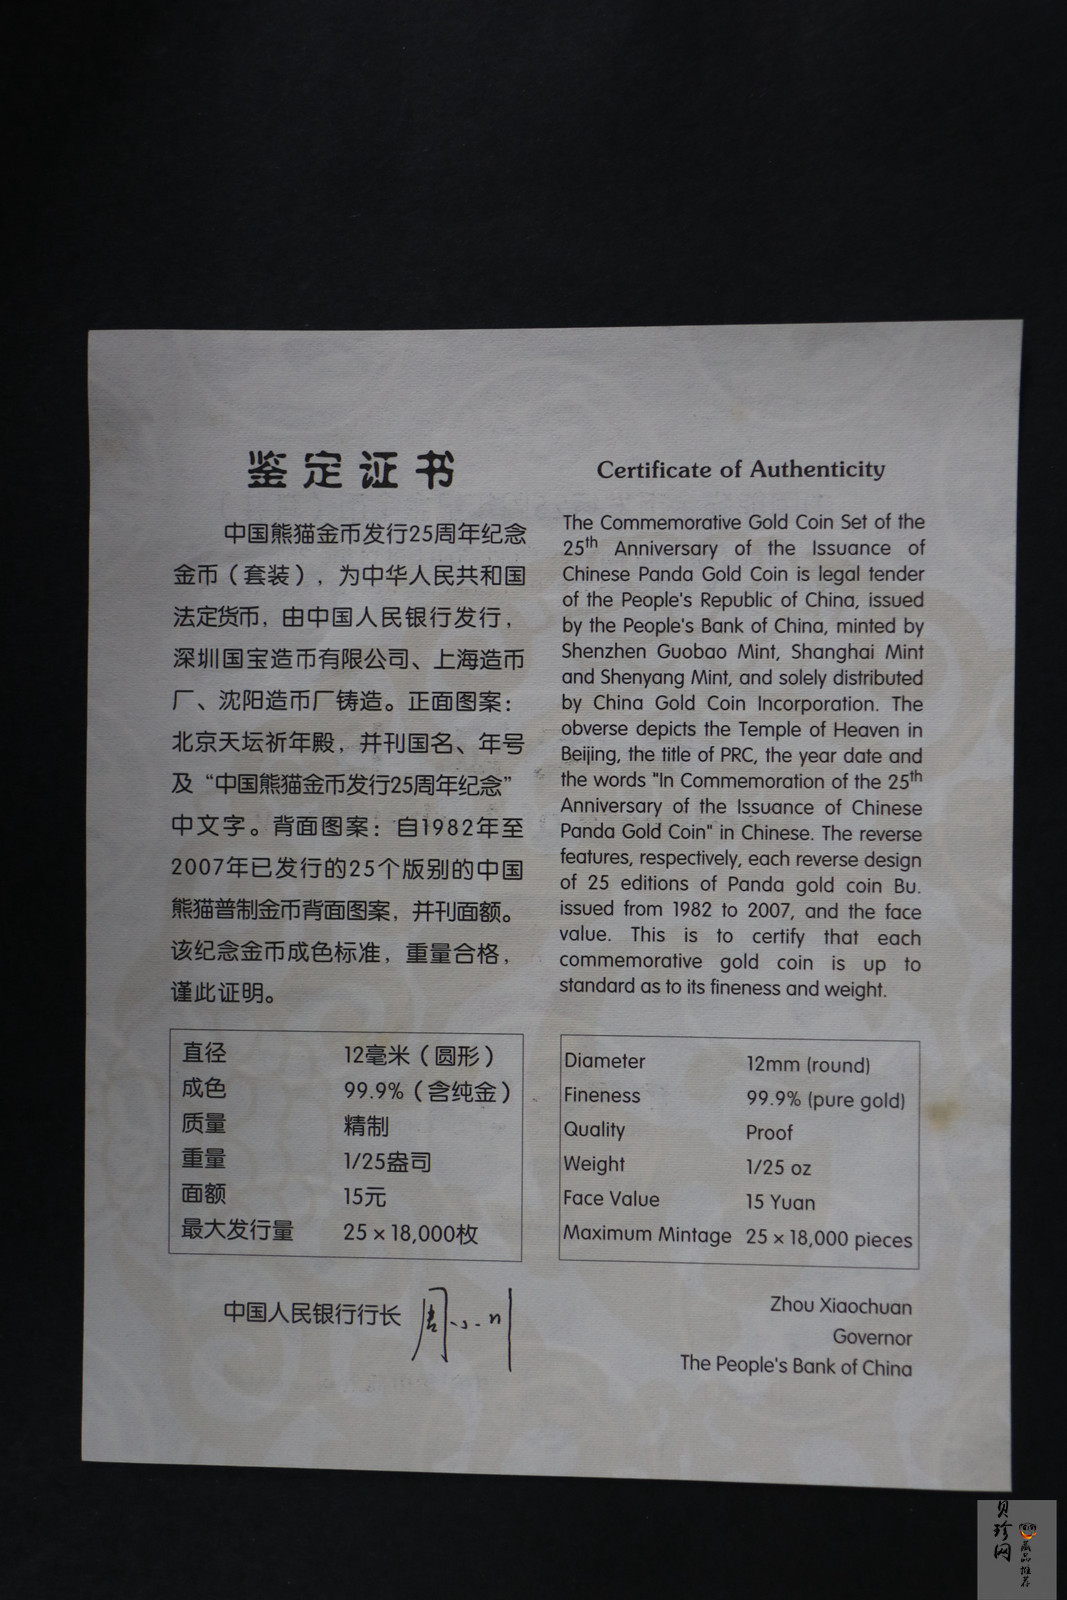 鉴定证书
中国熊猫金币发行25周年纪念
金币（套装），为中华人民共和国
法定货币，由中国人民银行发行，
深圳国宝造币有限公司、上海造币
厂、沈阳造币厂铸造。正面图案：
北京天坛祈年殿，并刊国名、年号
及“中国熊猫金币发行25周年纪念”
中文字。背面图案：自1982年至
2007年已发行的25个版别的中国
熊猫普制金币背面图案，并刊面额。
该纪念金币成色标准，重量合格，
谨此证明。
直径 12毫米（圆形）
成色 99.9%（含纯金）
质量 精制
重量 1/25盎司
面额 15元
最大发行量 25×18,000枚
中国人民银行行长 周小川
Certificate of Authenticity
The Commemorative Gold Coin Set of the
25th Anniversary of the Issuance of
Chinese Panda Gold Coin is legal tender
of the People's Republic of China, issued
by the People's Bank of China, minted by
Shenzhen Guobao Mint, Shanghai Mint
and Shenyang Mint, and solely distributed
by China Gold Coin Incorporation. The
obverse depicts the Temple of Heaven in
Beijing, the title of PRC, the year date and
the words "In Commemoration of the 25th
Anniversary of the Issuance of Chinese
Panda Gold Coin" in Chinese. The reverse
features, respectively, each reverse design
of 25 editions of Panda gold coin Bu.
issued from 1982 to 2007, and the face
value. This is to certify that each
commemorative gold coin is up to
standard as to its fineness and weight.
Diameter 12mm (round)
Fineness 99.9% (pure gold)
Quality Proof
Weight 1/25 oz
Face Value 15 Yuan
Maximum Mintage 25×18,000 pieces
Zhou Xiaochuan
Governor
The People's Bank of China
贝珍网
藏品推荐